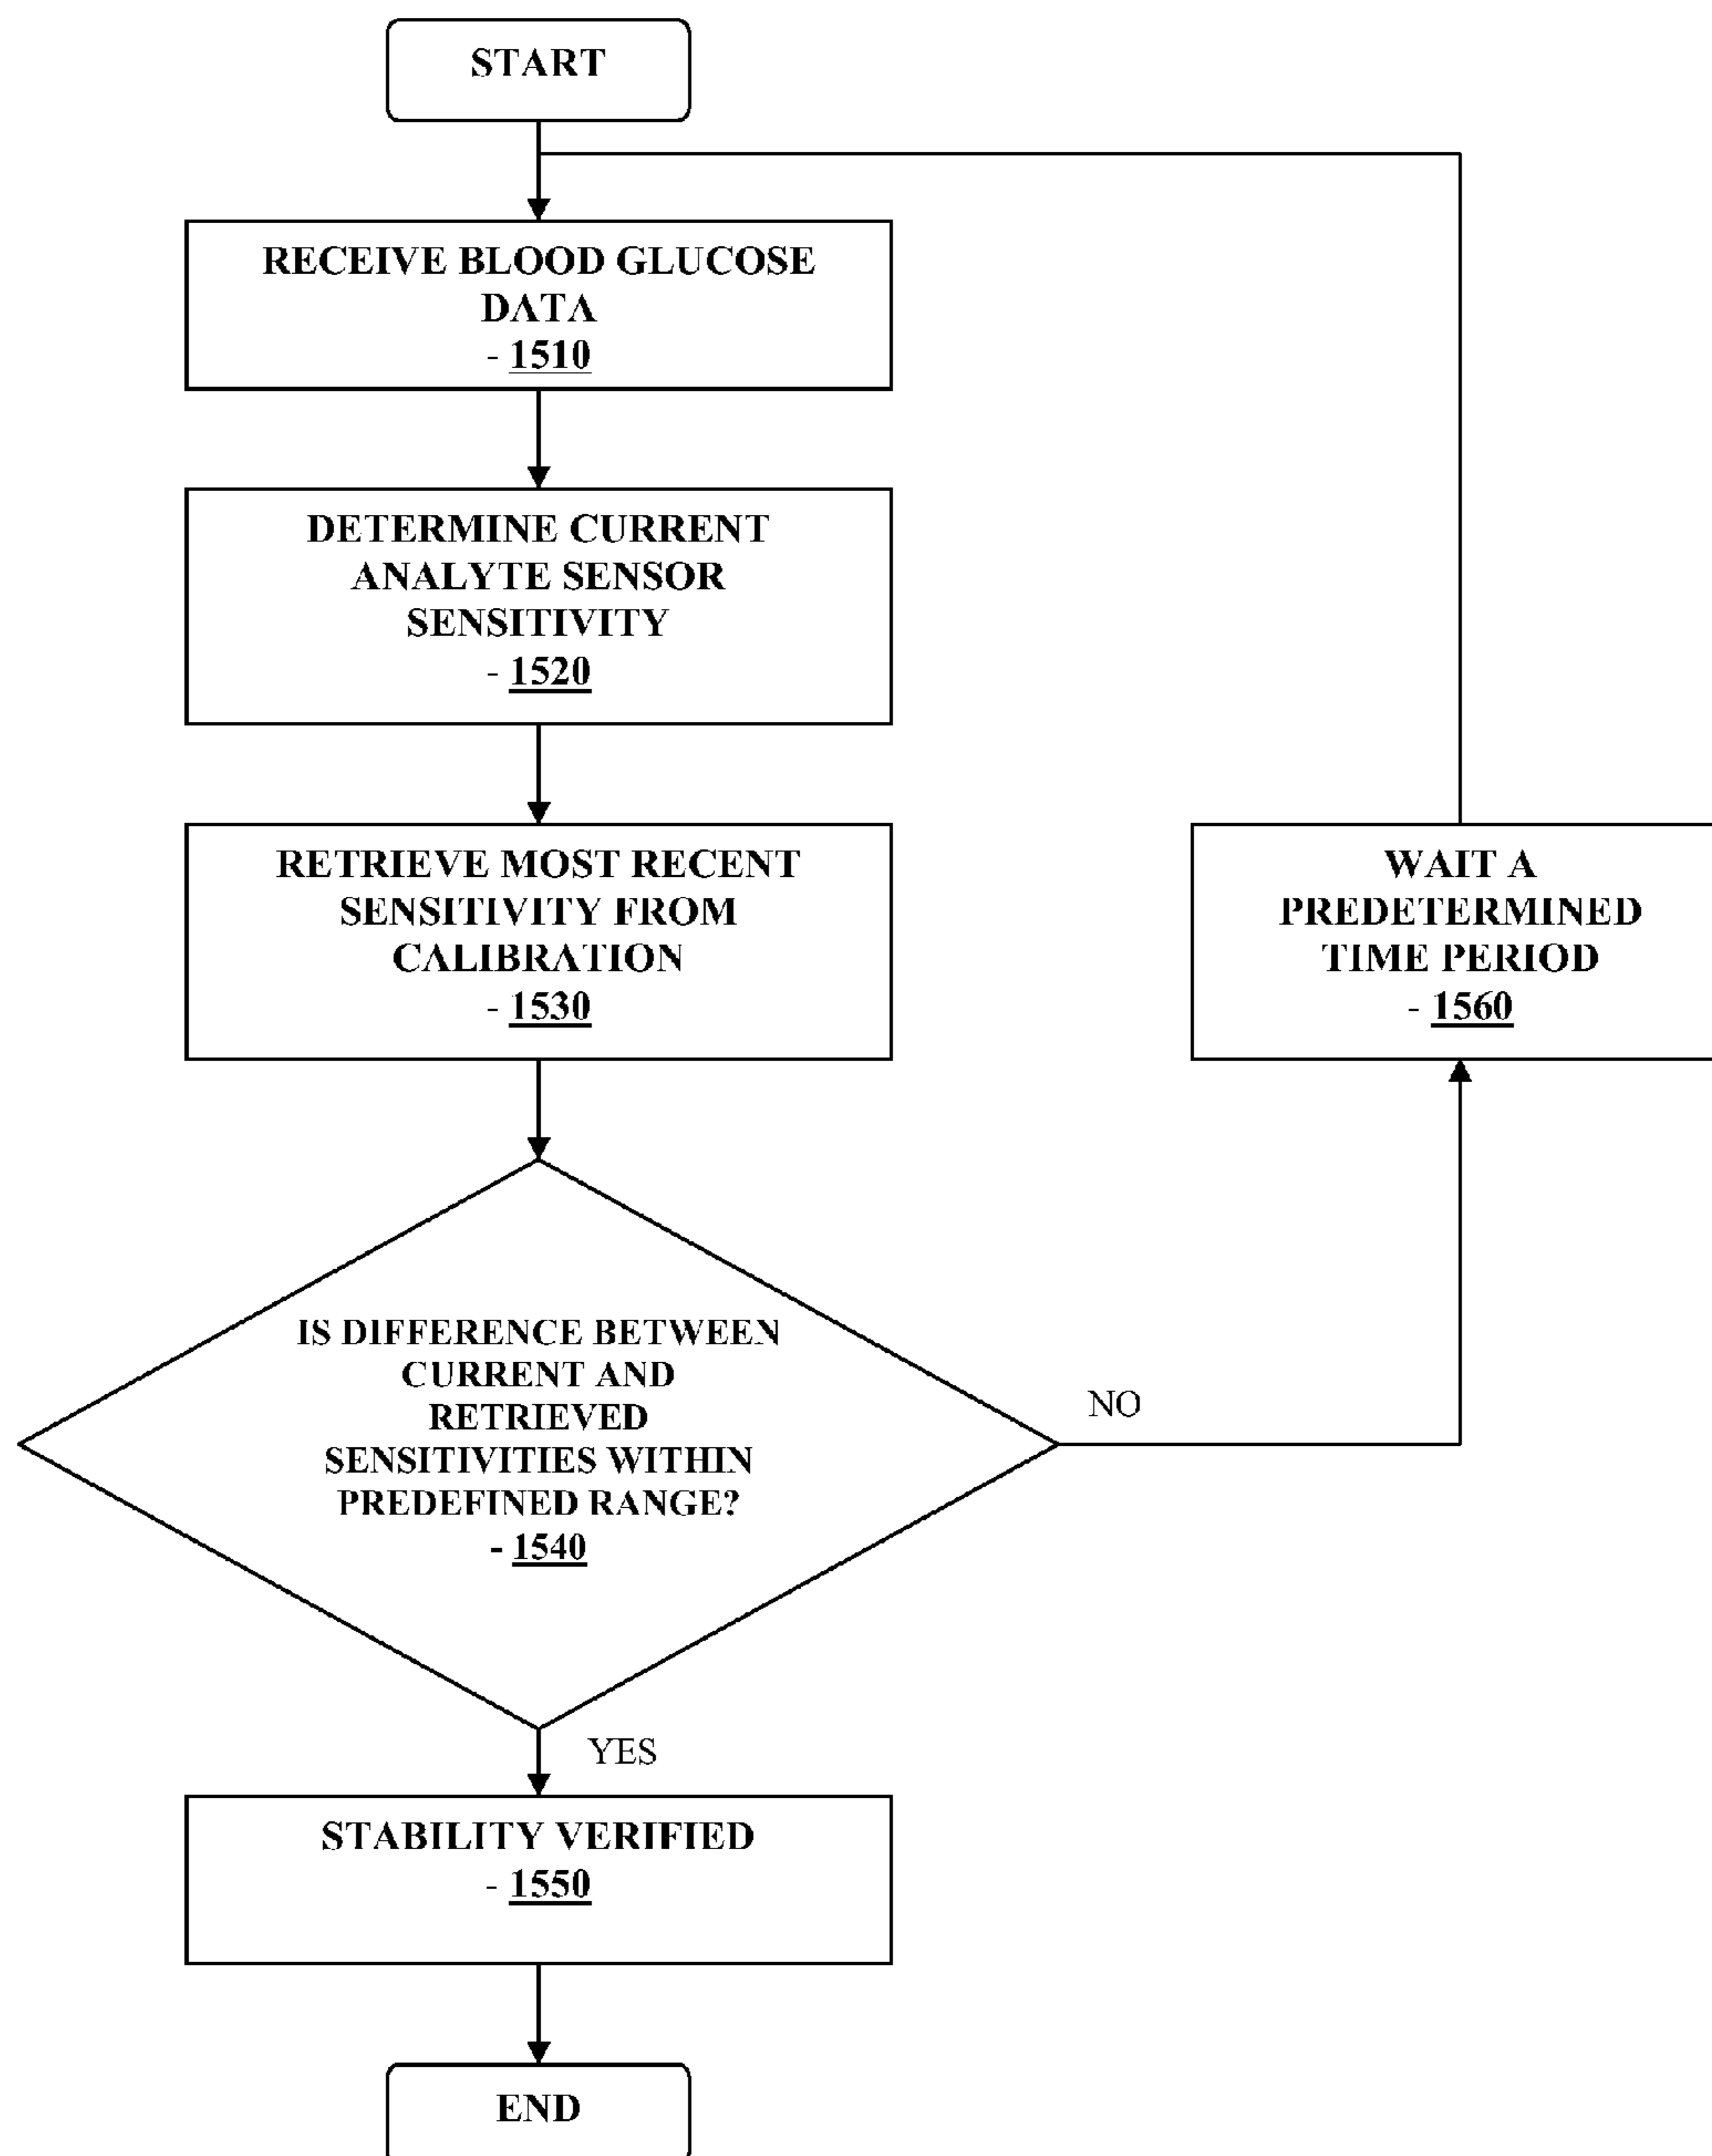 START
RECEIVE BLOOD GLUCOSE
DATA
- 1510
DETERMINE CURRENT
ANALYTE SENSOR
SENSITIVITY
- 1520
RETRIEVE MOST RECENT
SENSITIVITY FROM
CALIBRATION
- 1530
WAIT A
PREDETERMINED
TIME PERIOD
- 1560
IS DIFFERENCE BETWEEN
CURRENT AND
RETRIEVED
SENSITIVITIES WITHIN
PREDEFINED RANGE?
- 1540
NO
YES
STABILITY VERIFIED
- 1550
END